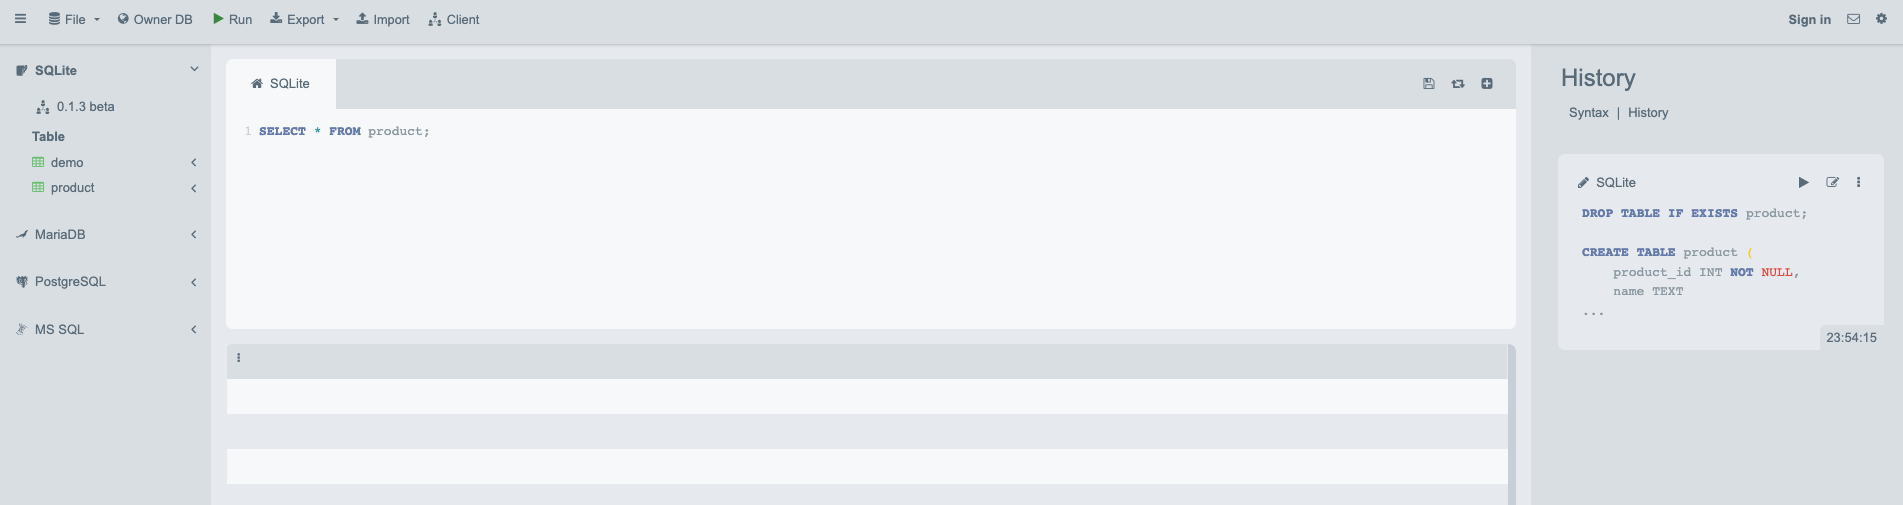 File Owner DB Run Export Import Client Sign in
SQLite
0.1.3 beta
Table
demo
product
MariaDB
PostgreSQL
MS SQL
SQLite
1 SELECT * FROM product;
History
Syntax | History
SQLite
DROP TABLE IF EXISTS product;
CREATE TABLE product (
product_id INT NOT NULL,
name TEXT
...
23:54:15